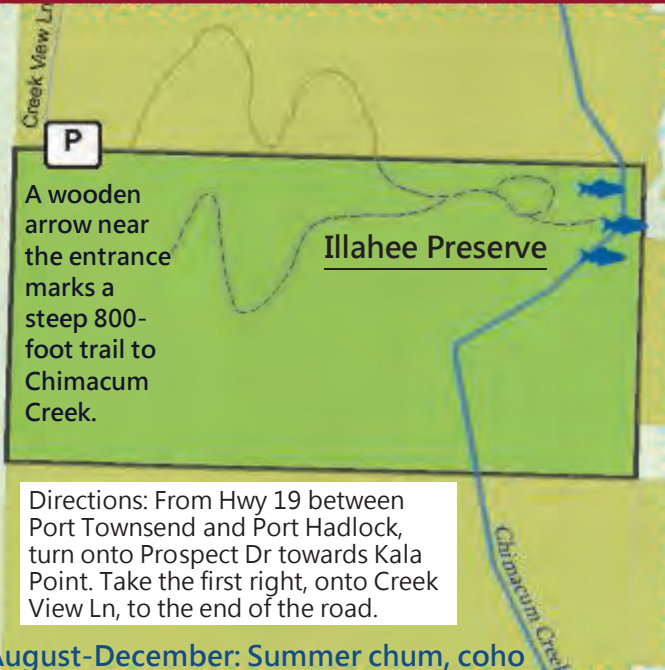 Creek View Ln
P
A wooden
arrow near
the entrance
marks a
steep 800-
foot trail to
Chimacum
Creek.
Illahee Preserve
Directions: From Hwy 19 between
Port Townsend and Port Hadlock,
turn onto Prospect Dr towards Kala
Point. Take the first right, onto Creek
View Ln, to the end of the road.
Chimacum Creek
August-December: Summer chum, coho